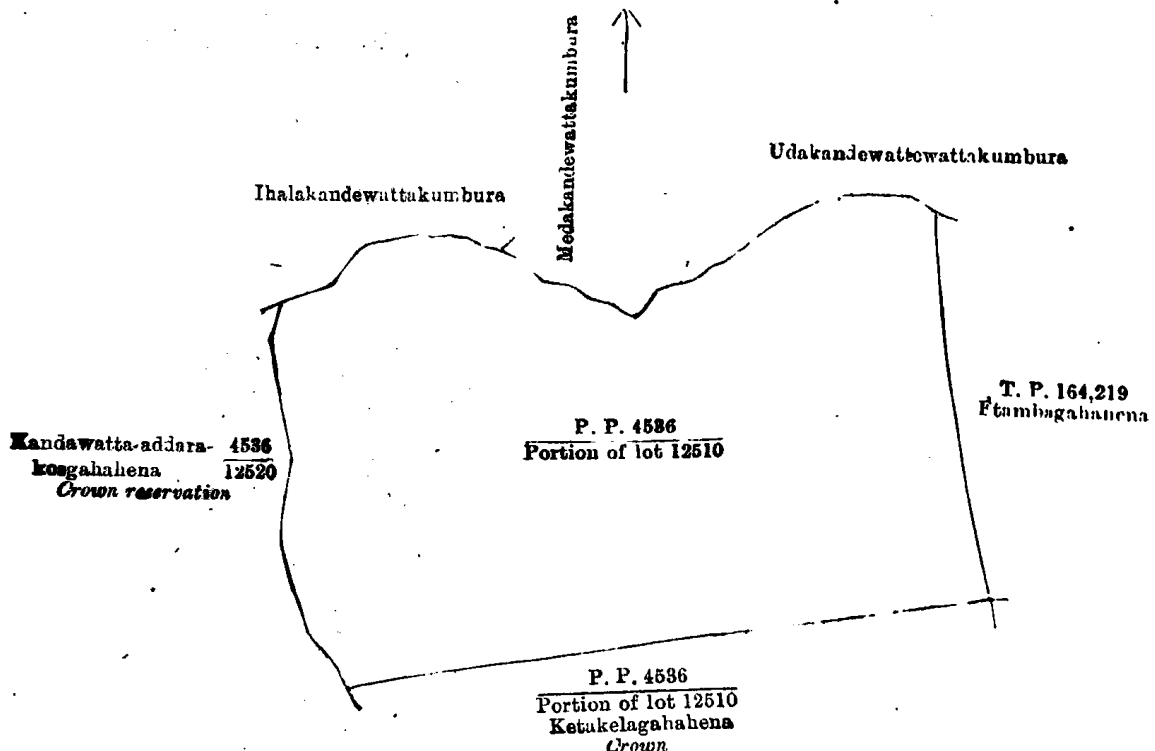 Medakandewattakumbura
Udakandewattewattakumbura
Ihalakandewattakumbura
T. P. 164,219
Etambagahahena
P. P. 4536
Portion of lot 12510
Kandawatta-addara- 4536
kosgahahena 12520
Crown reservation
P. P. 4536
Portion of lot 12510
Ketakelagahahena
Crown